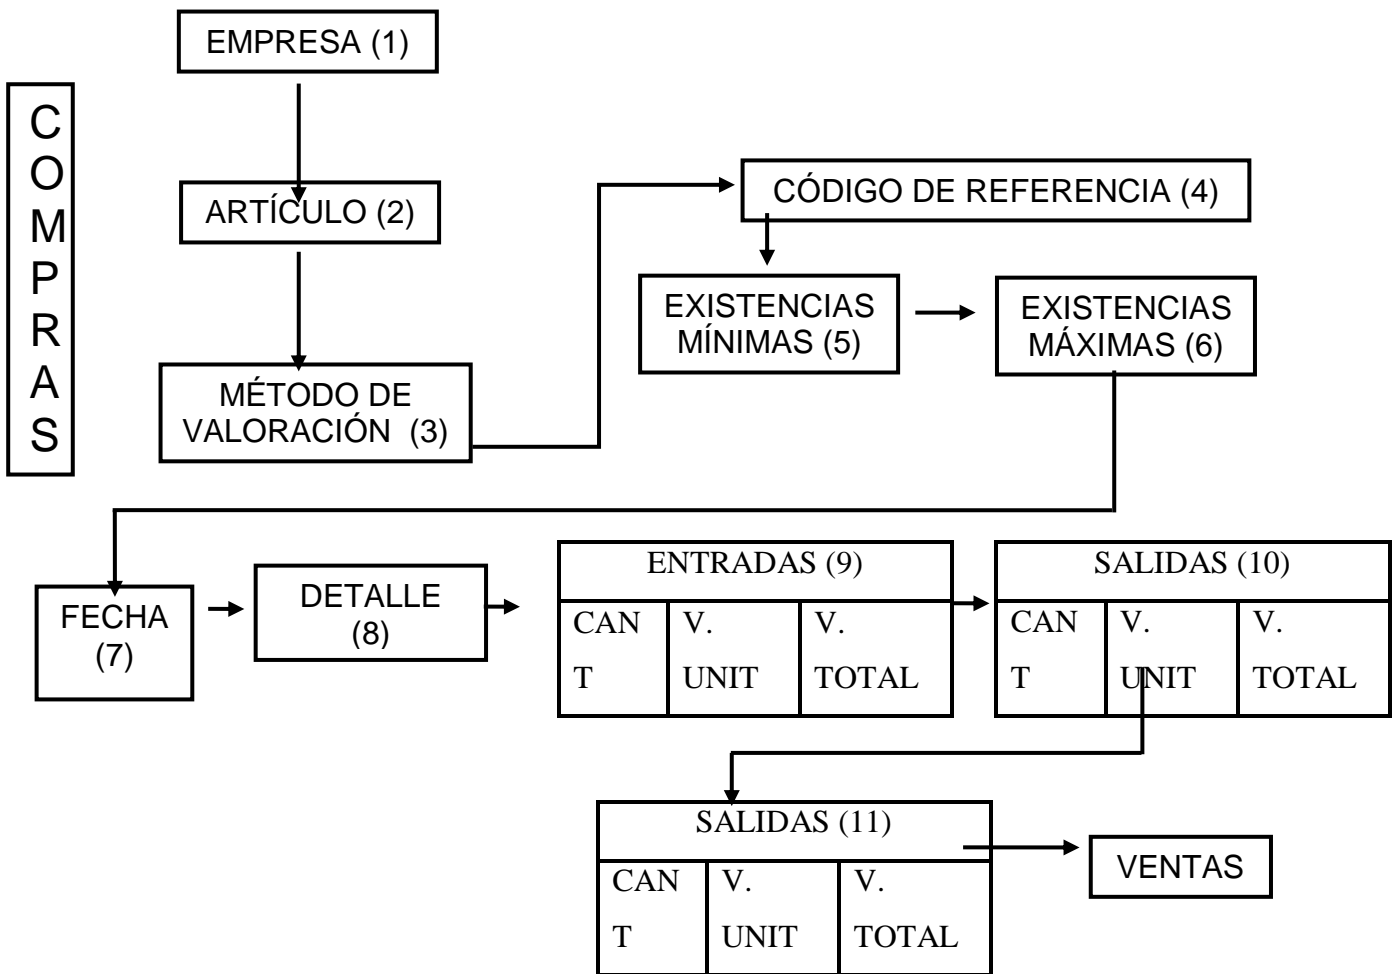 EMPRESA (1)
C
O
M
P
R
A
S
ARTÍCULO (2)
MÉTODO DE
VALORACIÓN (3)
CÓDIGO DE REFERENCIA (4)
EXISTENCIAS
MÍNIMAS (5)
EXISTENCIAS
MÁXIMAS (6)
FECHA
(7)
DETALLE
(8)
ENTRADAS (9)
CAN
T
V.
UNIT
V.
TOTAL
SALIDAS (10)
CAN
T
V.
UNIT
V.
TOTAL
SALIDAS (11)
CAN
T
V.
UNIT
V.
TOTAL
VENTAS